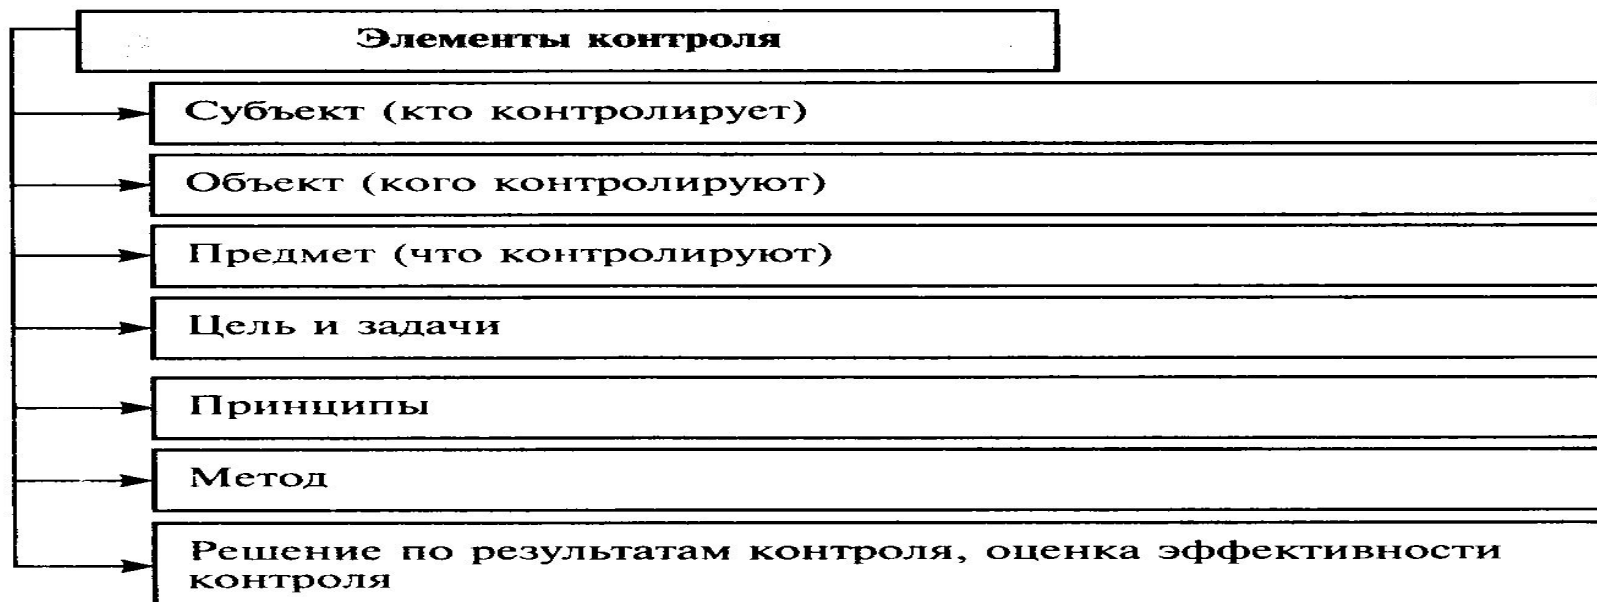 Элементы контроля
Субъект (кто контролирует)
Объект (кого контролируют)
Предмет (что контролируют)
Цель и задачи
Принципы
Метод
Решение по результатам контроля, оценка эффективности
контроля